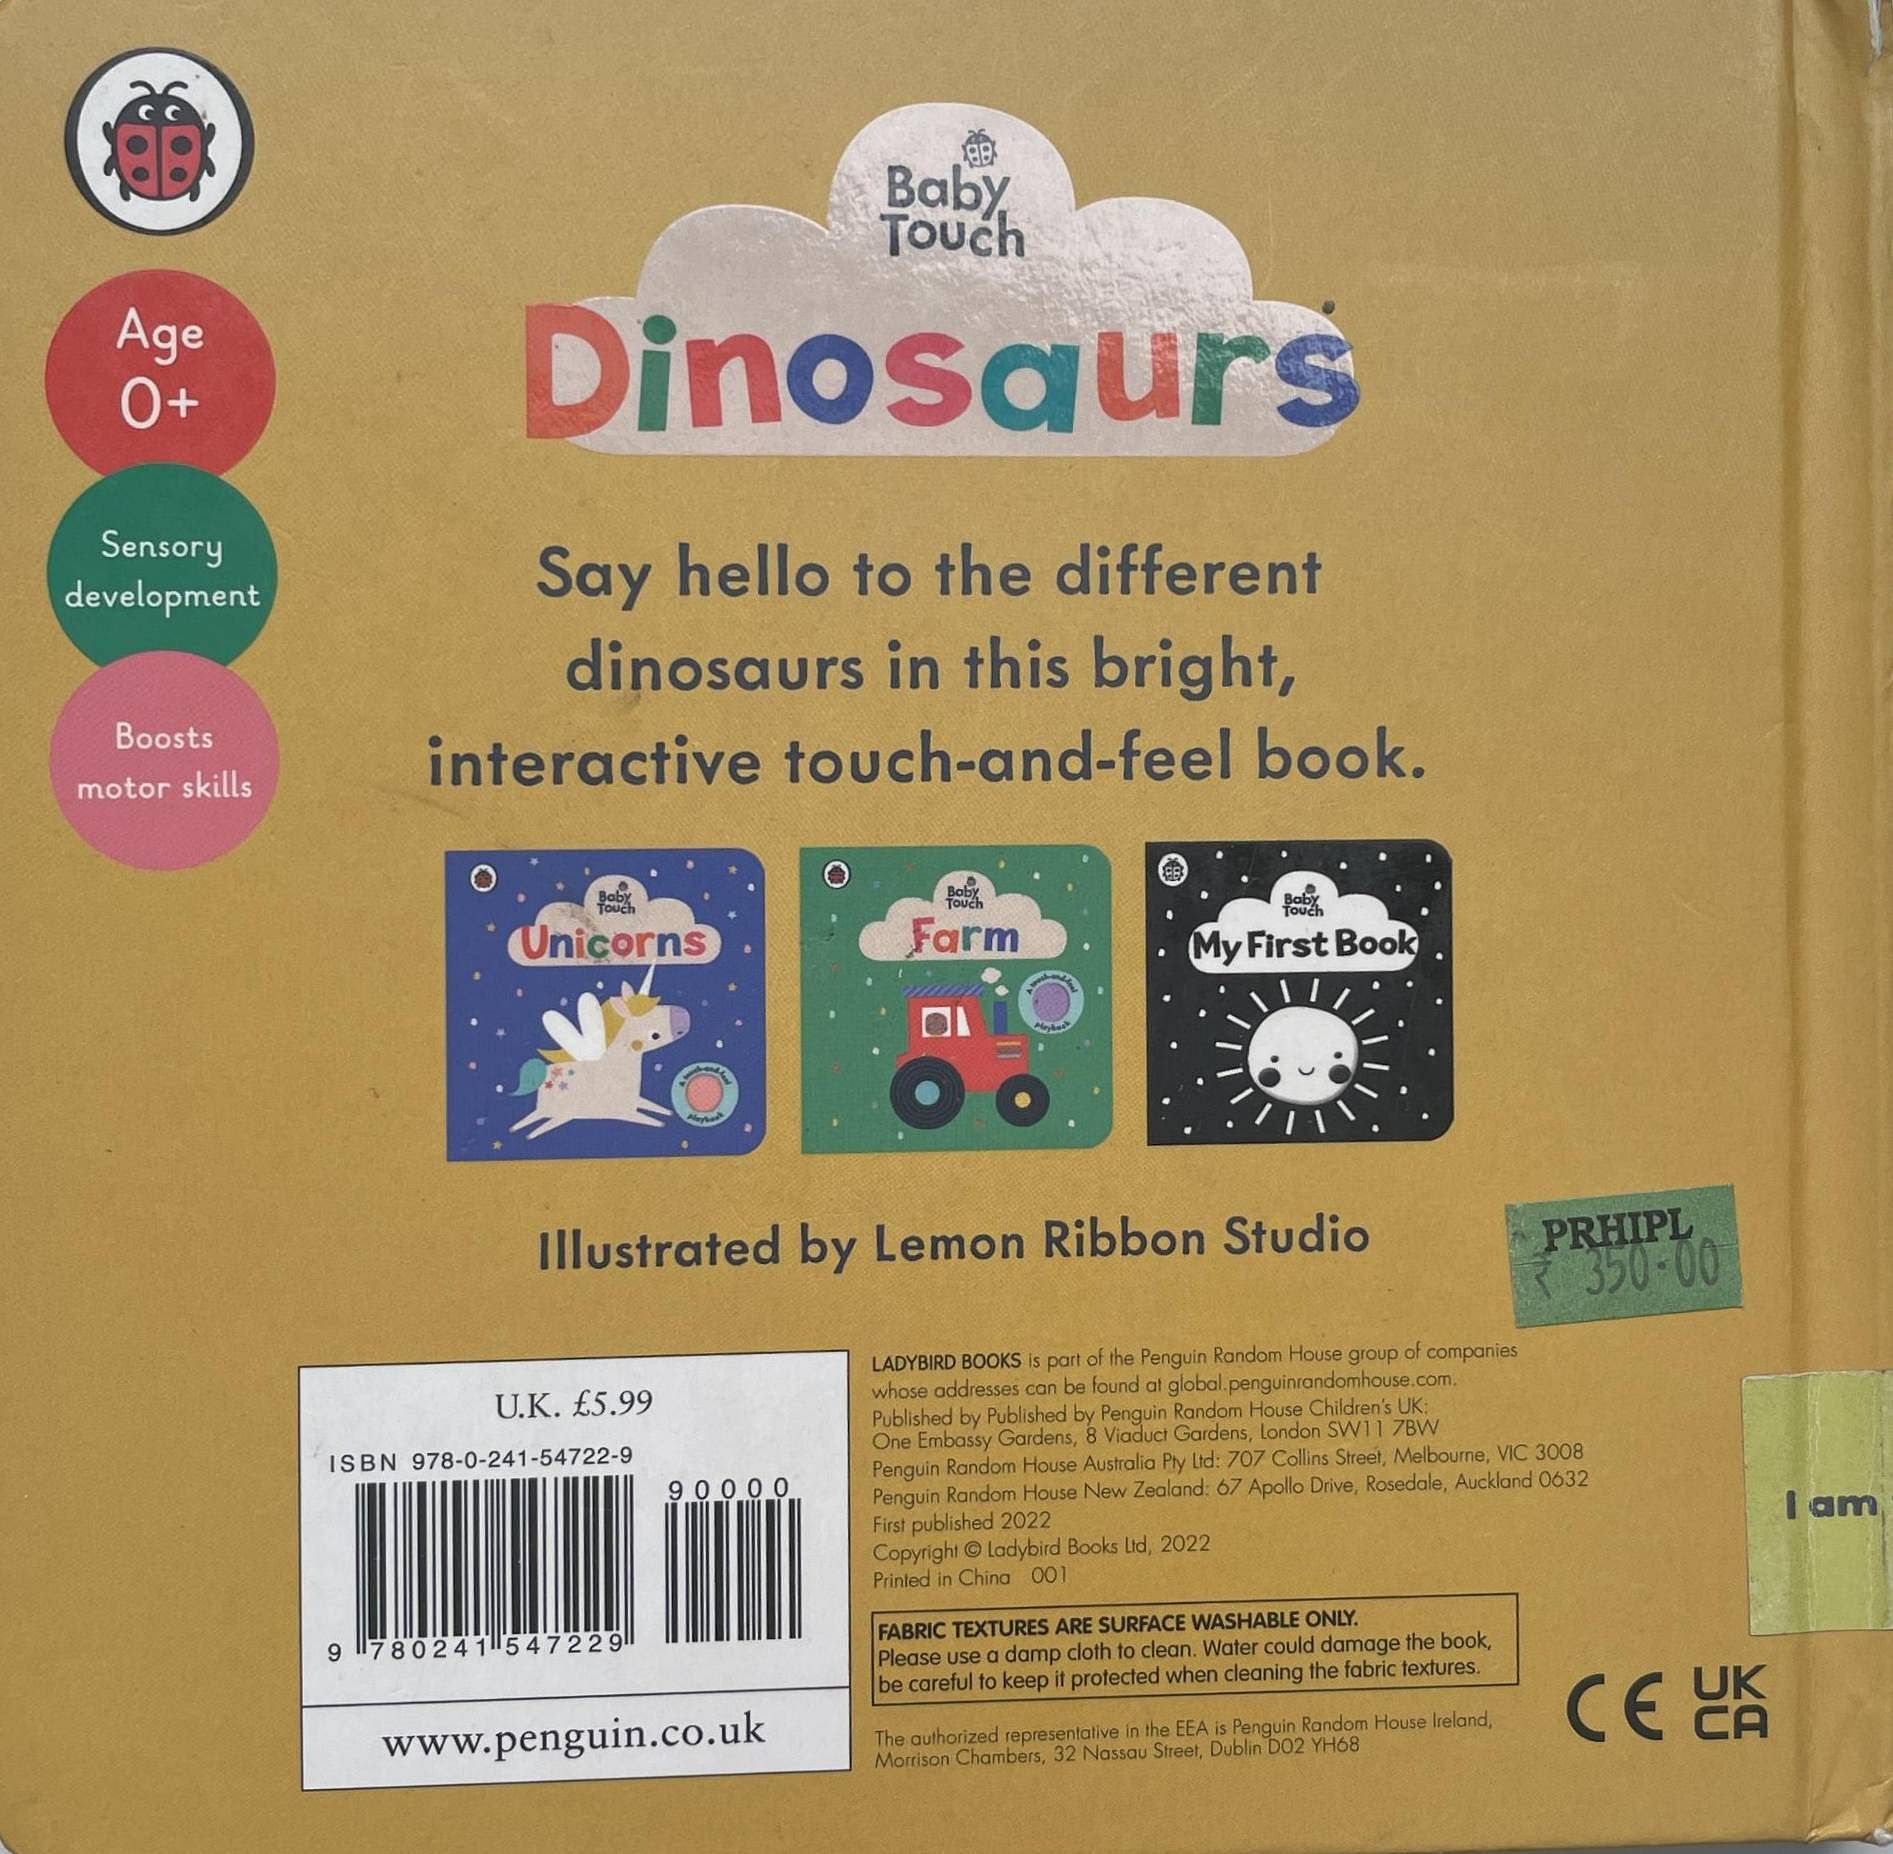 Baby
Touch
Dinosaurs
Age
0+
Sensory
development
Boosts
motor skills
Say hello to the different
dinosaurs in this bright,
interactive touch-and-feel book.
Baby
Touch
Unicorns
A touch-and-feel
playbook
Baby
Touch
Farm
A touch-and-feel
playbook
Baby
Touch
My First Book
Illustrated by Lemon Ribbon Studio
PRHIPL
₹ 350.00
U.K. £5.99
ISBN 978-0-241-54722-9
90000
9 780241 547229
www.penguin.co.uk
LADYBIRD BOOKS is part of the Penguin Random House group of companies
whose addresses can be found at global.penguinrandomhouse.com.
Published by Published by Penguin Random House Children's UK:
One Embassy Gardens, 8 Viaduct Gardens, London SW11 7BW
Penguin Random House Australia Pty Ltd: 707 Collins Street, Melbourne, VIC 3008
Penguin Random House New Zealand: 67 Apollo Drive, Rosedale, Auckland 0632
First published 2022
Copyright © Ladybird Books Ltd, 2022
Printed in China 001
FABRIC TEXTURES ARE SURFACE WASHABLE ONLY.
Please use a damp cloth to clean. Water could damage the book,
be careful to keep it protected when cleaning the fabric textures.
The authorized representative in the EEA is Penguin Random House Ireland,
Morrison Chambers, 32 Nassau Street, Dublin D02 YH68
I am
CE
UK
CA